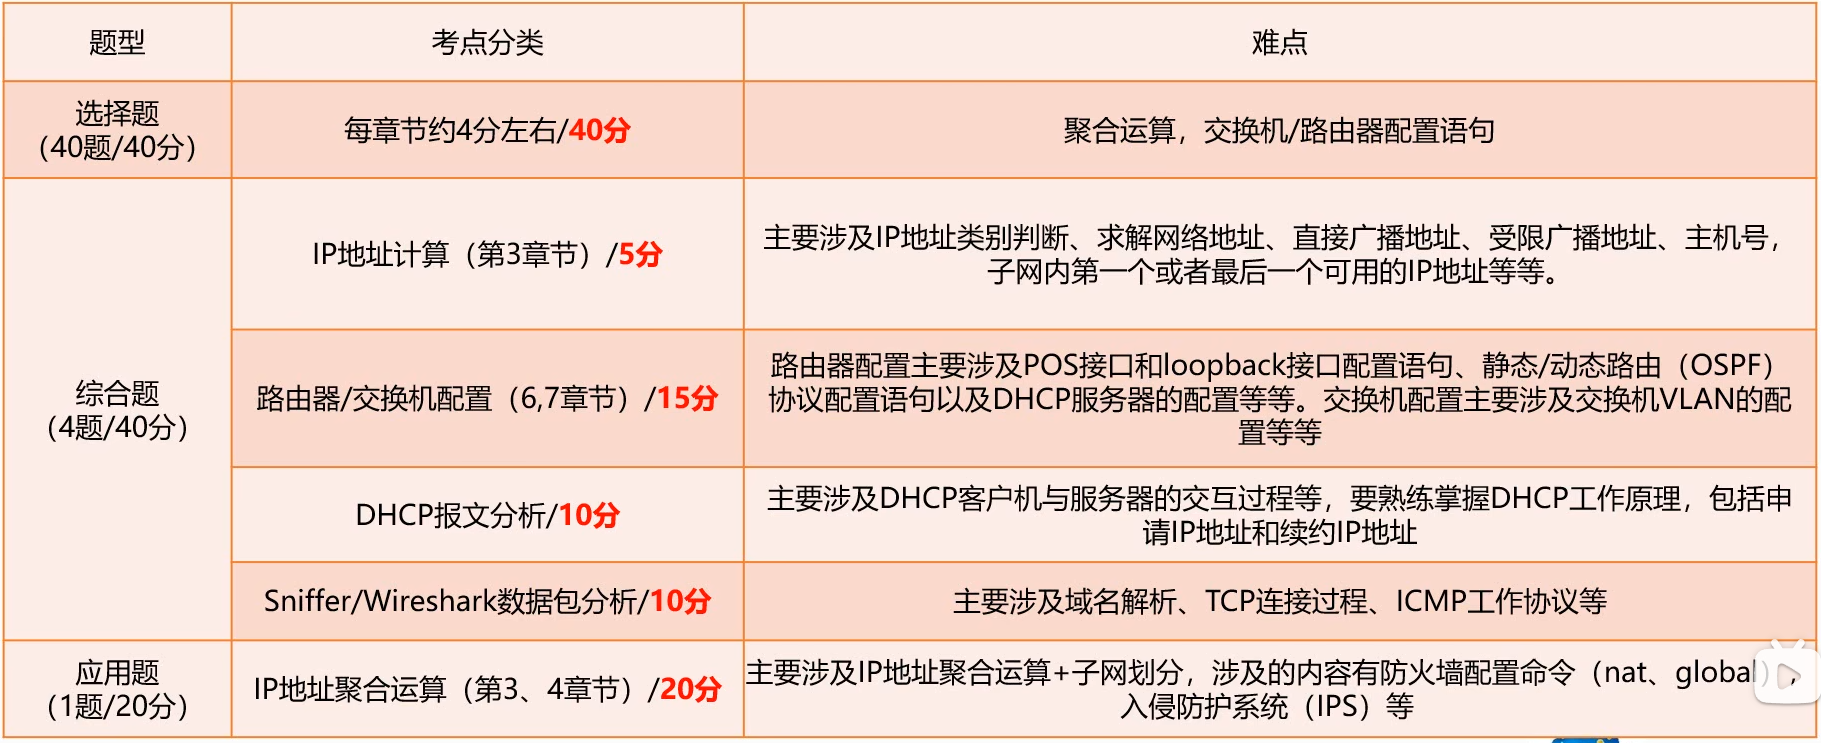 题型
考点分类
难点
选择题
（40题/40分）
每章节约4分左右/40分
聚合运算，交换机/路由器配置语句
综合题
（4题/40分）
IP地址计算（第3章节）/5分
主要涉及IP地址类别判断、求解网络地址、直接广播地址、受限广播地址、主机号，
子网内第一个或者最后一个可用的IP地址等等。
路由器/交换机配置（6,7章节）/15分
路由器配置主要涉及POS接口和loopback接口配置语句、静态/动态路由（OSPF）
协议配置语句以及DHCP服务器的配置等等。交换机配置主要涉及交换机VLAN的配
置等等
DHCP报文分析/10分
主要涉及DHCP客户机与服务器的交互过程等，要熟练掌握DHCP工作原理，包括申
请IP地址和续约IP地址
Sniffer/Wireshark数据包分析/10分
主要涉及域名解析、TCP连接过程、ICMP工作协议等
应用题
（1题/20分）
IP地址聚合运算（第3、4章节）/20分
主要涉及IP地址聚合运算+子网划分，涉及的内容有防火墙配置命令（nat、global），
入侵防护系统（IPS）等